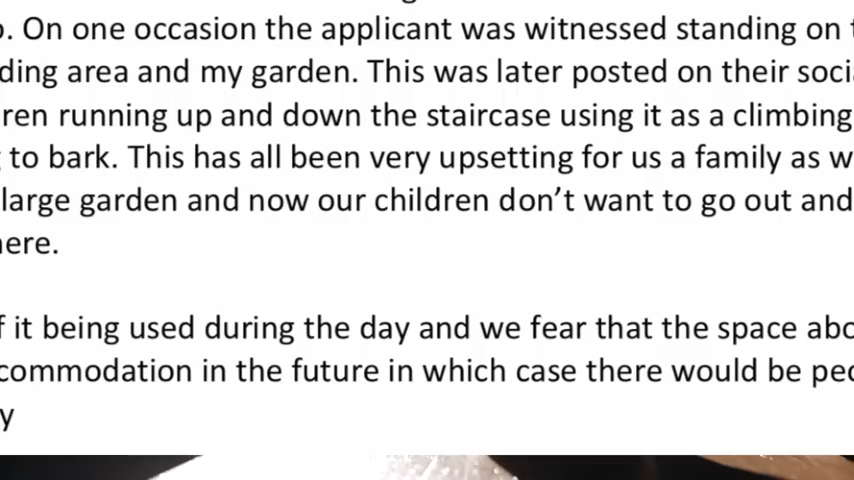 . On one occasion the applicant was witnessed standing on
ding area and my garden. This was later posted on their soci
ren running up and down the staircase using it as a climbing
to bark. This has all been very upsetting for us a family as w
large garden and now our children don’t want to go out and
ere.
f it being used during the day and we fear that the space abo
commodation in the future in which case there would be peo
y